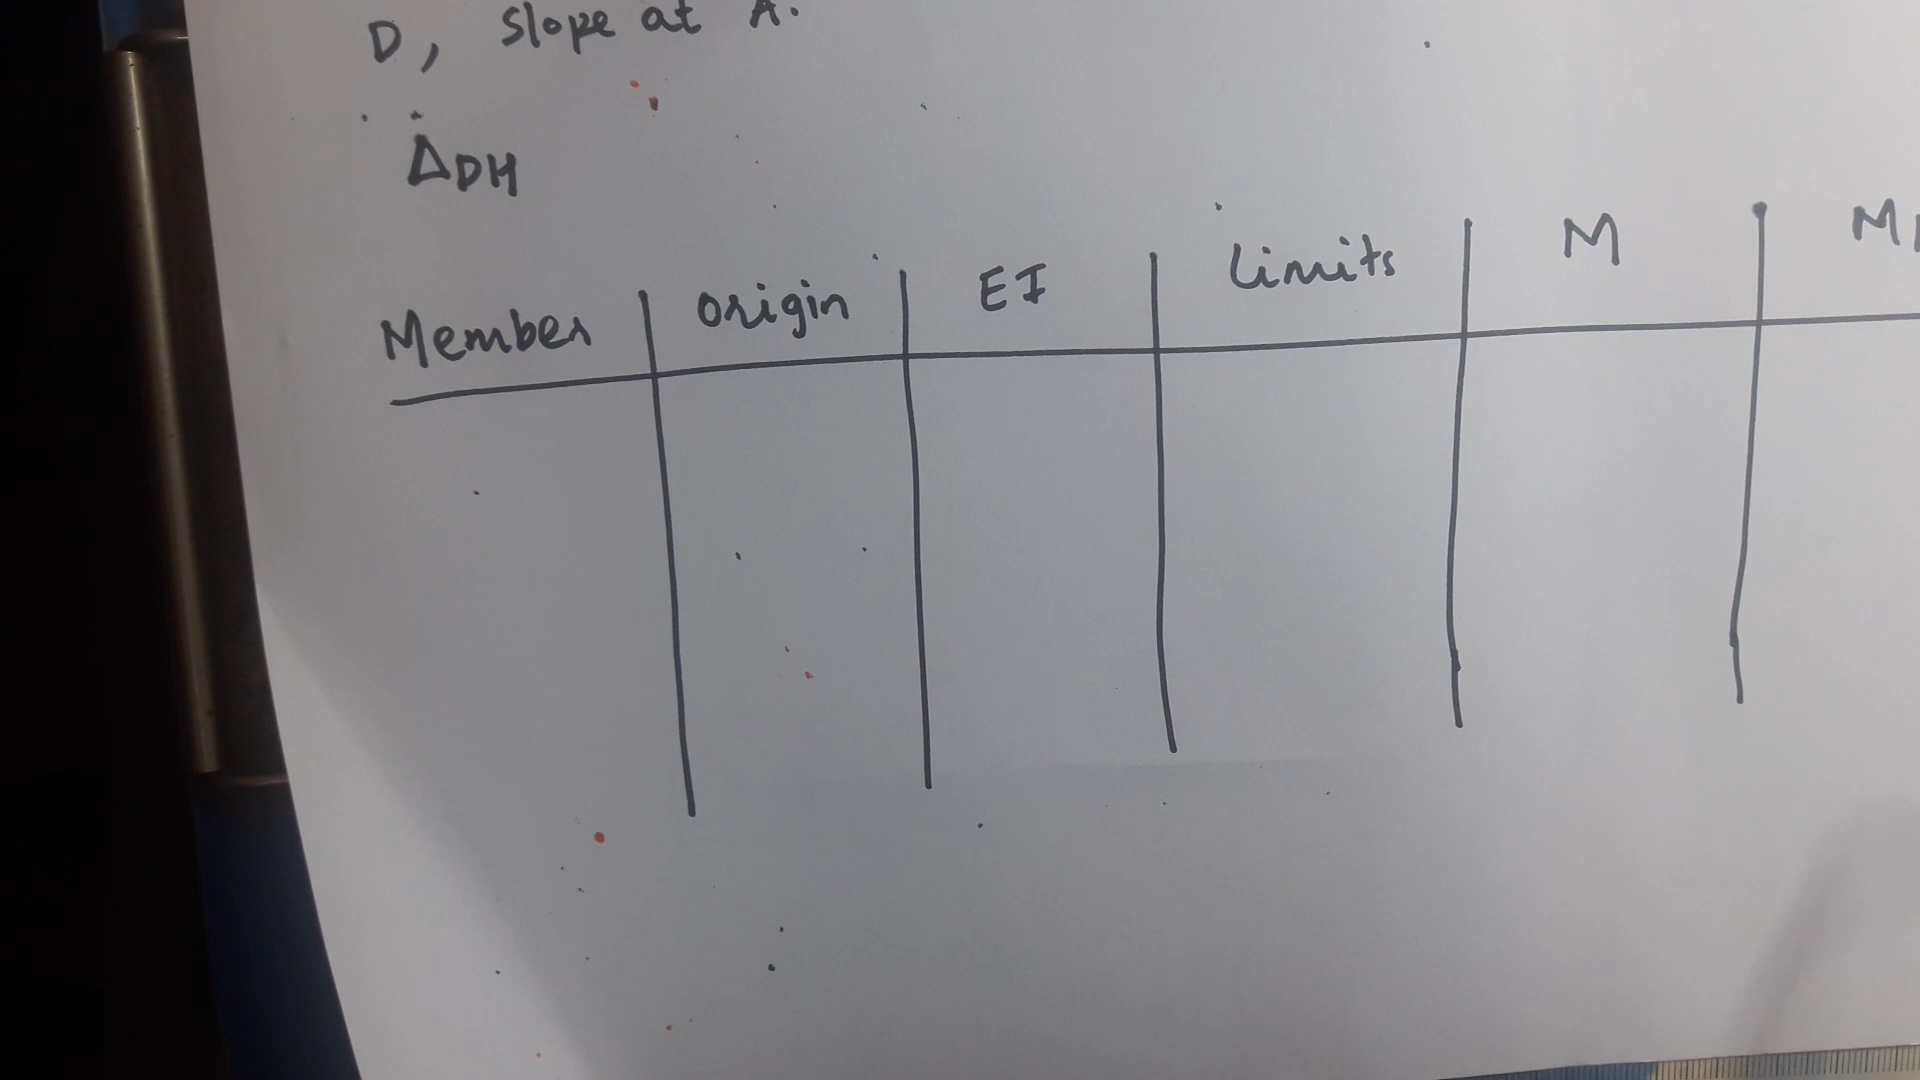 D, Slope at A.
ΔDH
Member origin EI limits M